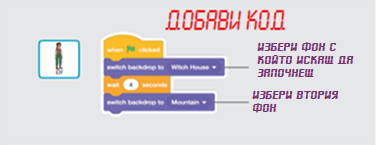 ДОБАВИ КОД
when clicked
switch backdrop to Witch House
wait 4 seconds
switch backdrop to Mountain
ИЗБЕРИ ФОН С
КОЙТО ИСКАШ ДА
ЗАПОЧНЕШ
ИЗБЕРИ ВТОРИЯ
ФОН